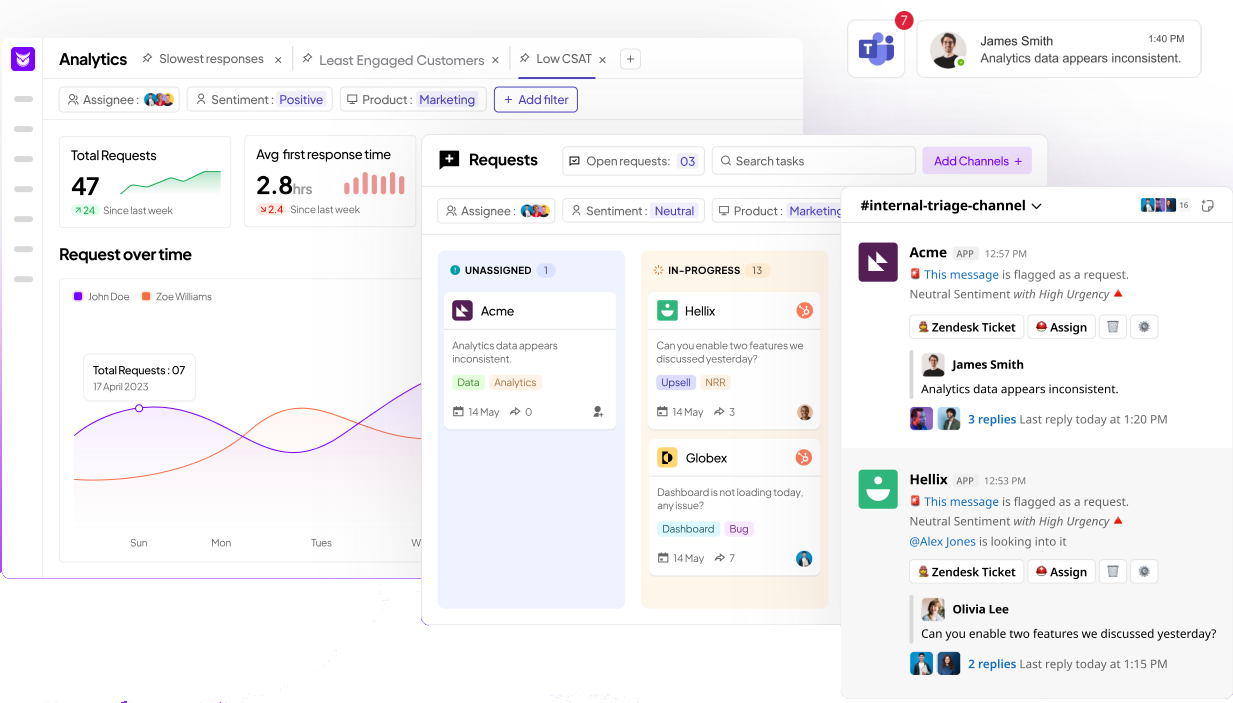 Analytics
Slowest responses ×
Least Engaged Customers ×
Low CSAT ×
+
Assignee :
Sentiment : Positive
Product : Marketing
+ Add filter
Total Requests
47
24 Since last week
Avg first response time
2.8hrs
2.4 Since last week
Request over time
John Doe
Zoe Williams
Total Requests : 07
17 April 2023
Sun
Mon
Tues
W
7
T
James Smith 1:40 PM
Analytics data appears inconsistent.
Requests
Open requests: 03
Search tasks
Add Channels +
Assignee :
Sentiment : Neutral
Product : Marketing
UNASSIGNED 1
Acme
Analytics data appears
inconsistent.
Data Analytics
14 May 0
IN-PROGRESS 13
Hellix
Can you enable two features we
discussed yesterday?
Upsell NRR
14 May 3
Globex
Dashboard is not loading today,
any issue?
Dashboard Bug
14 May 7
#internal-triage-channel
16
Acme APP 12:57 PM
This message is flagged as a request.
Neutral Sentiment with High Urgency
Zendesk Ticket Assign
James Smith
Analytics data appears inconsistent.
3 replies Last reply today at 1:20 PM
Hellix APP 12:53 PM
This message is flagged as a request.
Neutral Sentiment with High Urgency
@Alex Jones is looking into it
Zendesk Ticket Assign
Olivia Lee
Can you enable two features we discussed yesterday?
2 replies Last reply today at 1:15 PM